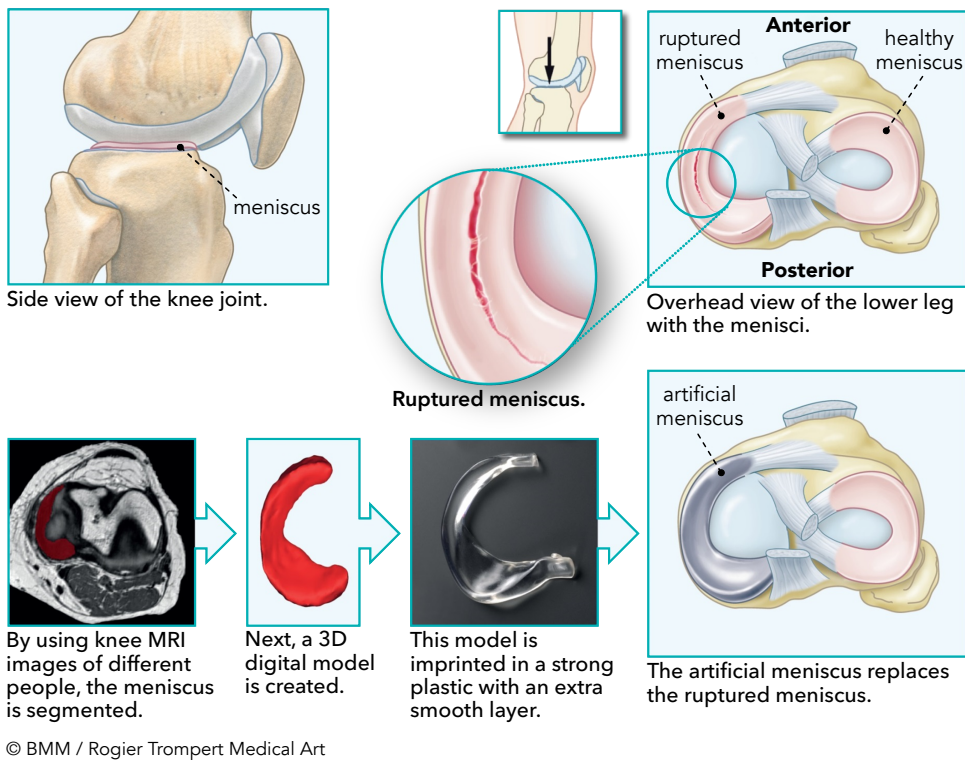 meniscus
Side view of the knee joint.
Ruptured meniscus.
Anterior
ruptured
meniscus
healthy
meniscus
Posterior
Overhead view of the lower leg
with the menisci.
By using knee MRI
images of different
people, the meniscus
is segmented.
Next, a 3D
digital model
is created.
This model is
imprinted in a strong
plastic with an extra
smooth layer.
artificial
meniscus
The artificial meniscus replaces
the ruptured meniscus.
© BMM / Rogier Trompert Medical Art